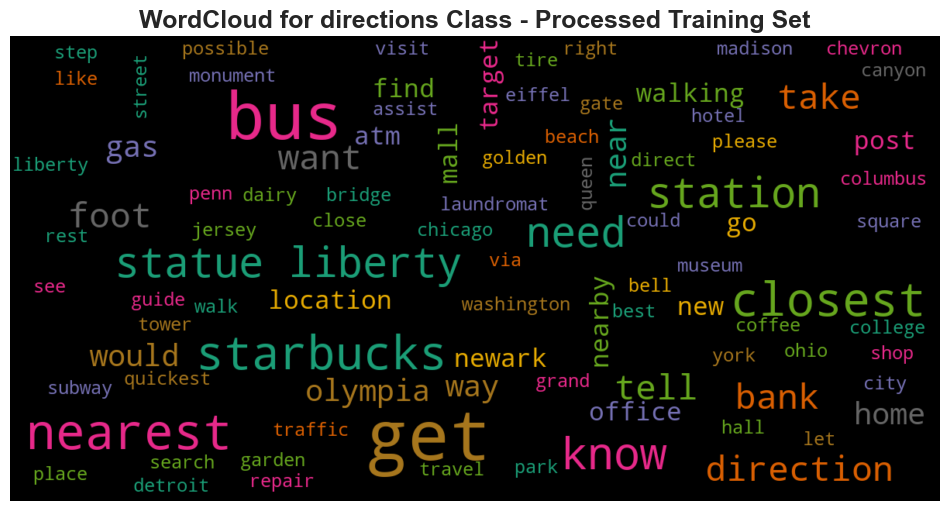 WordCloud for directions Class - Processed Training Set
step possible visit right madison chevron
like street monument find target tire walking take canyon
assist eiffel gate hotel
bus atm mall beach near please post
gas want golden queen direct
liberty columbus
penn dairy bridge laundromat station
foot close could go square
rest jersey chicago need
statue liberty via museum
see guide walk location washington nearby bell new closest
best coffee college
tower would starbucks newark york ohio shop
subway quickest olympia way grand tell bank city
office home
nearest traffic get know hall let
place search garden travel park direction
detroit repair